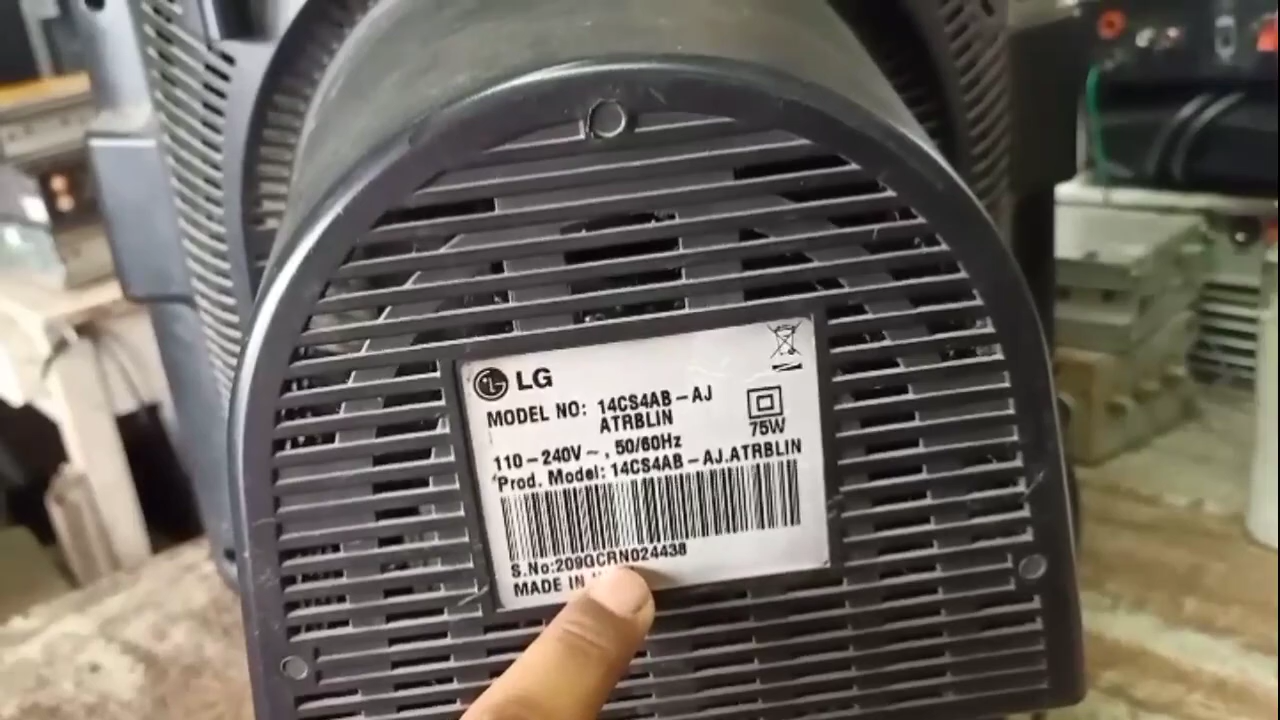 LG
MODEL NO: 14CS4AB-AJ
ATRBLIN
75W
110-240V~, 50/60Hz
*Prod. Model: 14CS4AB-AJ.ATRBLIN
S.No:209GCRN024438
MADE IN